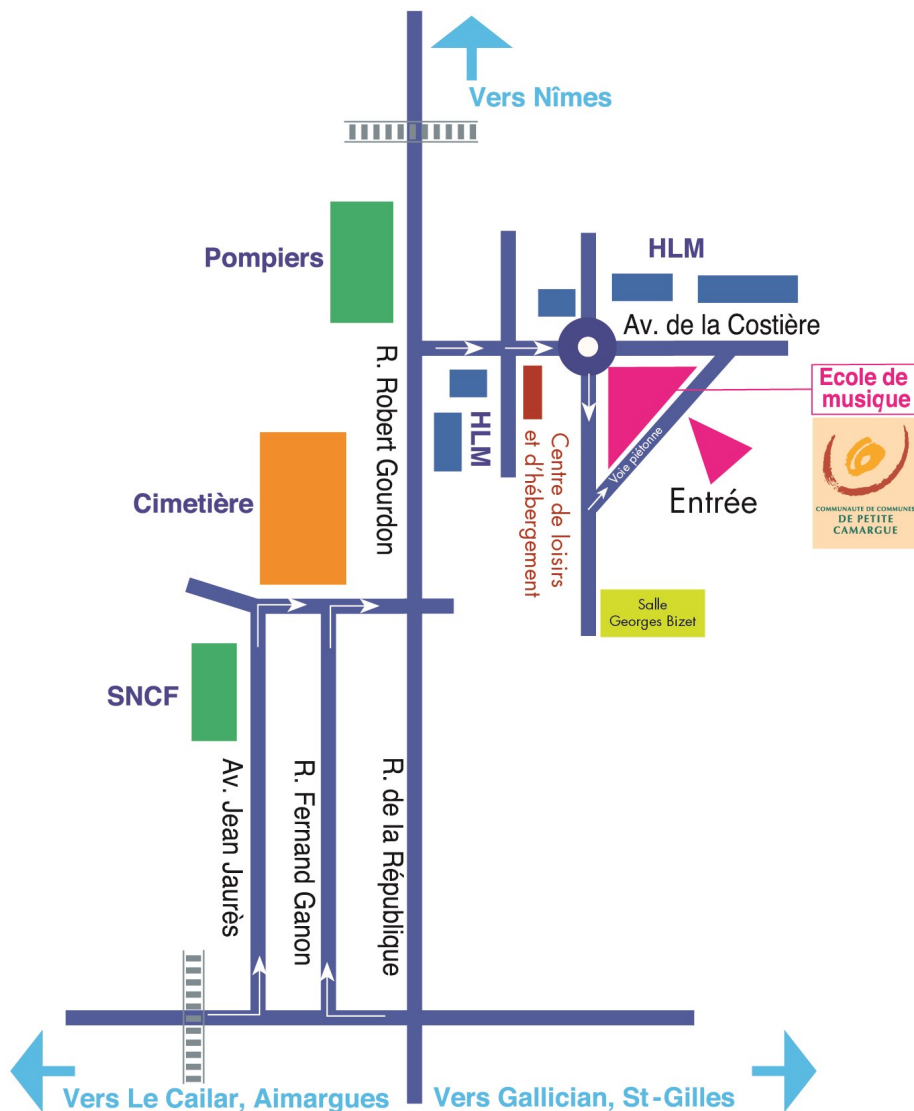 Vers Nîmes
Pompiers
HLM
Av. de la Costière
R. Robert Gourdon
Ecole de
musique
HLM
Centre de loisirs
et d'hébergement
Voie piétonne
Entrée
COMMUNAUTE DE COMMUNES
DE PETITE
CAMARGUE
Cimetière
Salle
Georges Bizet
SNCF
Av. Jean Jaurès
R. Fernand Ganon
R. de la République
Vers Le Cailar, Aimargues
Vers Gallician, St-Gilles